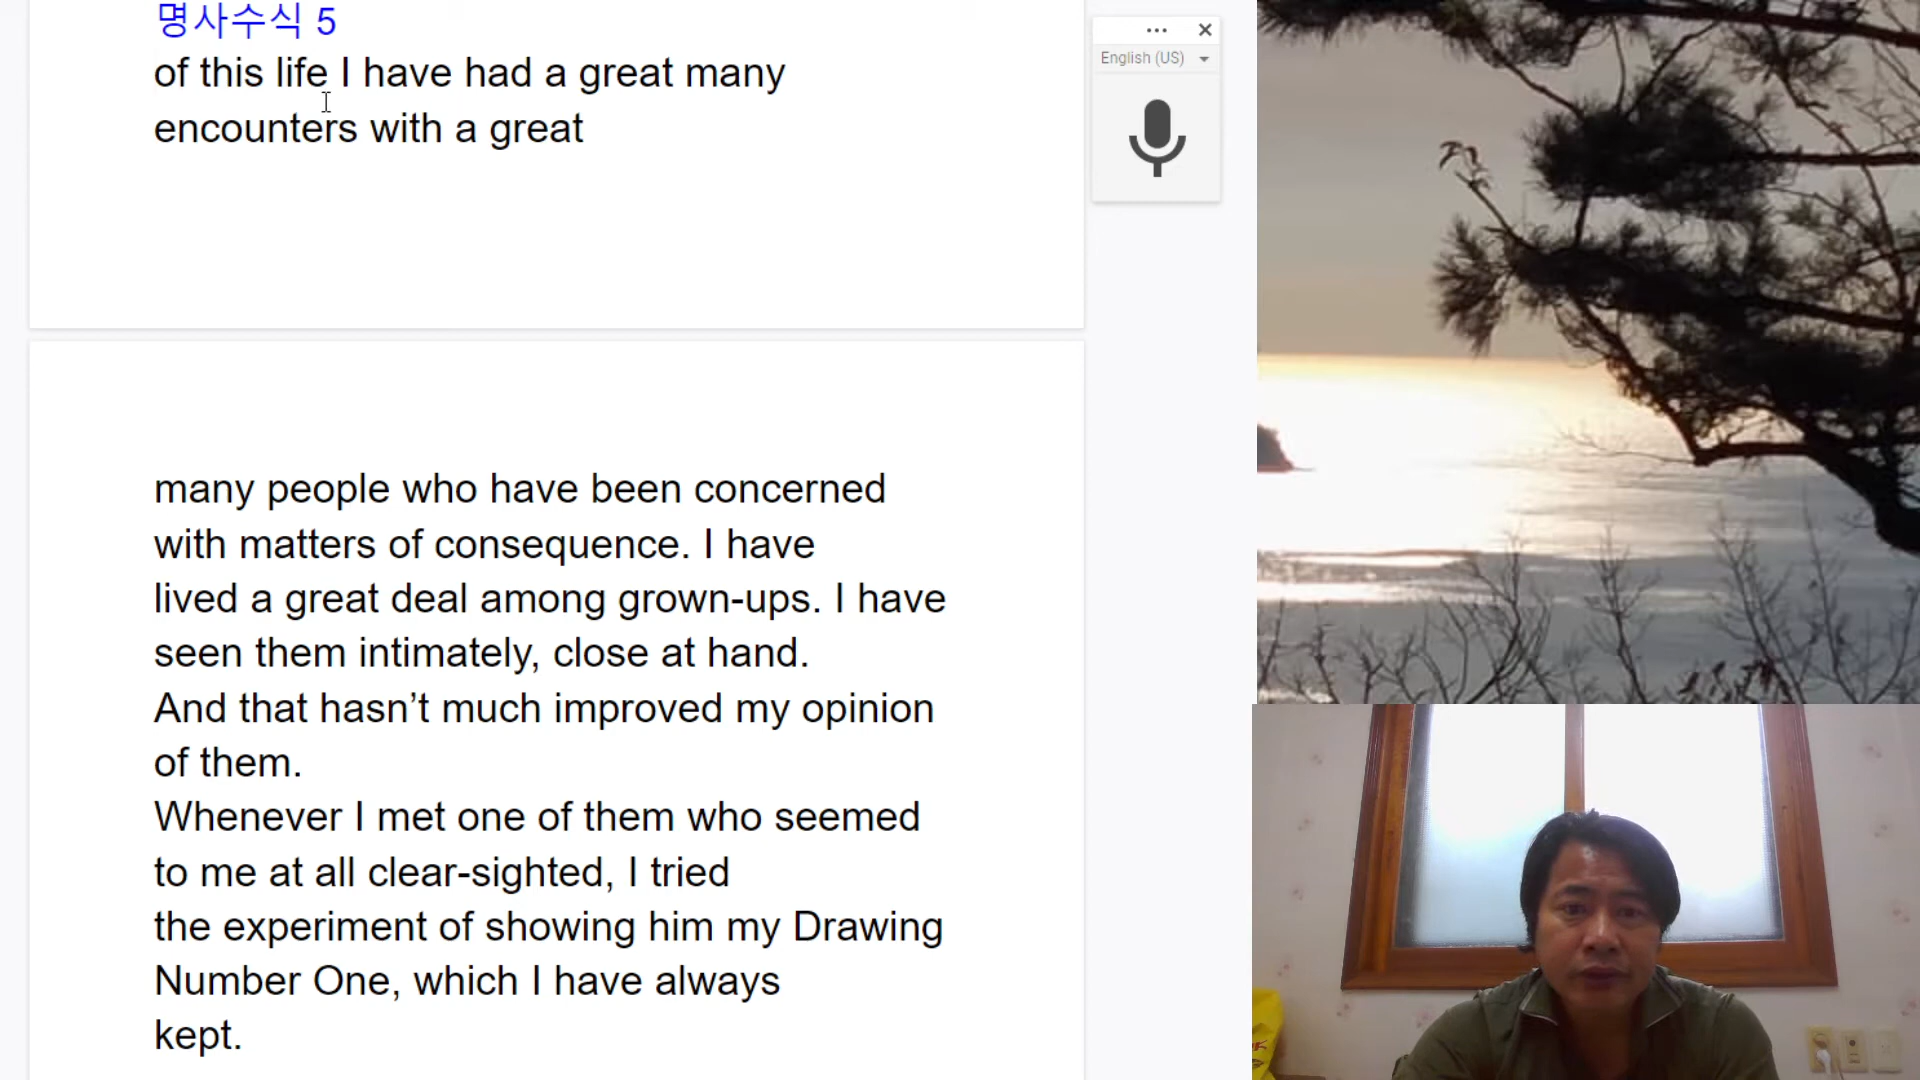 명사수식 5
of this life I have had a great many
encounters with a great
English (US)
many people who have been concerned
with matters of consequence. I have
lived a great deal among grown-ups. I have
seen them intimately, close at hand.
And that hasn’t much improved my opinion
of them.
Whenever I met one of them who seemed
to me at all clear-sighted, I tried
the experiment of showing him my Drawing
Number One, which I have always
kept.